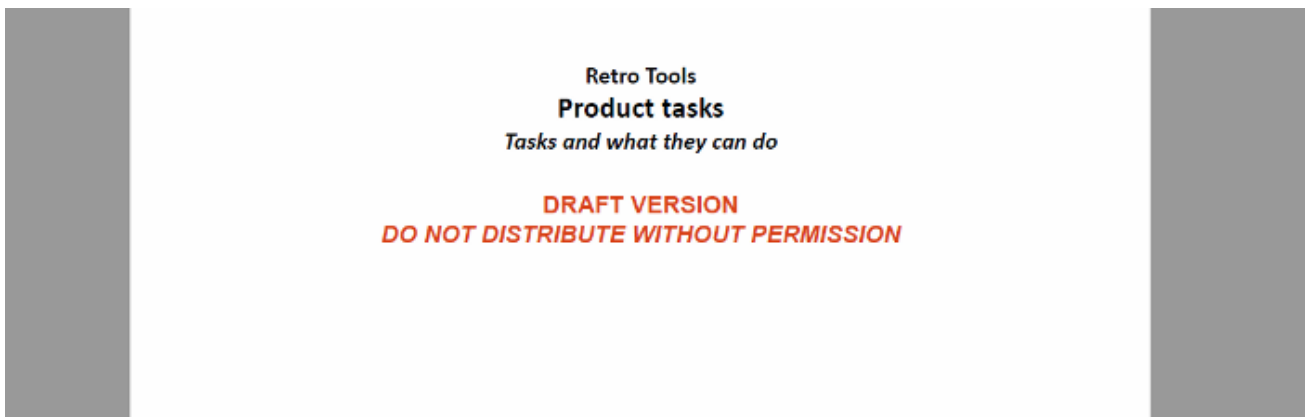 Retro Tools
Product tasks
Tasks and what they can do
DRAFT VERSION
DO NOT DISTRIBUTE WITHOUT PERMISSION